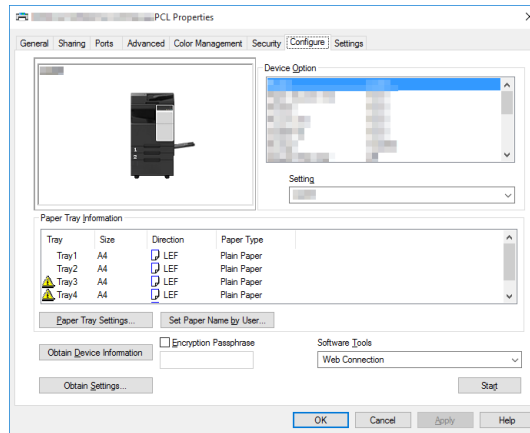 PCL Properties
General Sharing Ports Advanced Color Management Security Configure Settings
Device Option
1
2
Setting
Paper Tray Information
Tray Size Direction Paper Type
Tray1 A4 LEF Plain Paper
Tray2 A4 LEF Plain Paper
Tray3 A4 LEF Plain Paper
Tray4 A4 LEF Plain Paper
Paper Tray Settings... Set Paper Name by User...
Obtain Device Information Encryption Passphrase Software Tools
Web Connection
Obtain Settings... Start
OK Cancel Apply Help